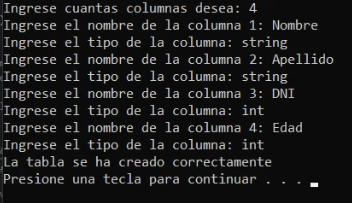 Ingrese cuantas columnas desea: 4
Ingrese el nombre de la columna 1: Nombre
Ingrese el tipo de la columna: string
Ingrese el nombre de la columna 2: Apellido
Ingrese el tipo de la columna: string
Ingrese el nombre de la columna 3: DNI
Ingrese el tipo de la columna: int
Ingrese el nombre de la columna 4: Edad
Ingrese el tipo de la columna: int
La tabla se ha creado correctamente
Presione una tecla para continuar . . .